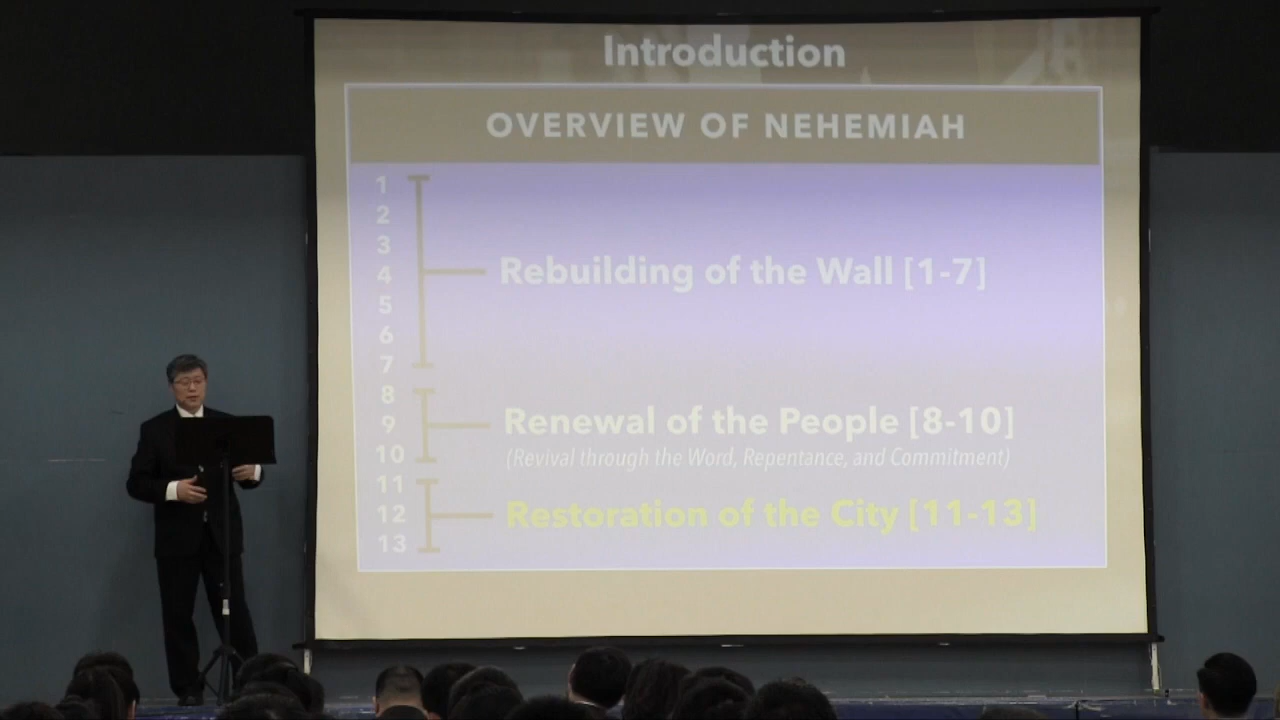 Introduction
OVERVIEW OF NEHEMIAH
1
2
3
4
5
6
7
Rebuilding of the Wall [1-7]
8
9
10
Renewal of the People [8-10]
(Revival through the Word, Repentance, and Commitment)
11
12
13
Restoration of the City [11-13]